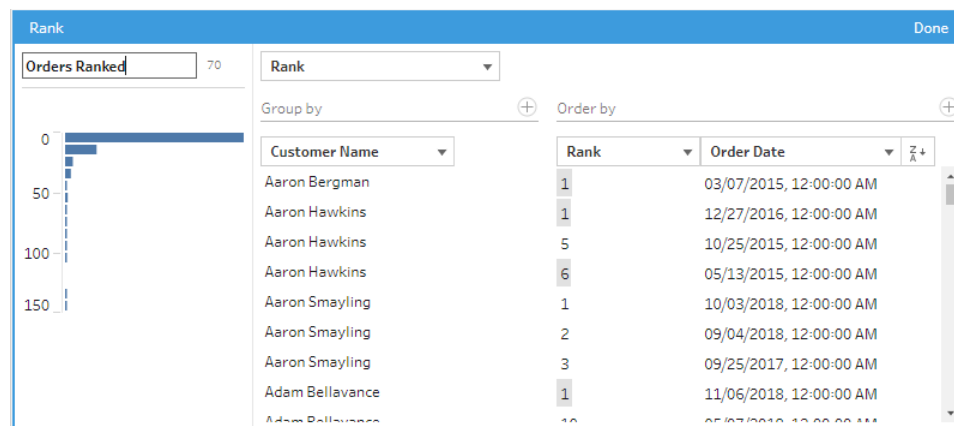 Rank Done
Orders Ranked 70 Rank
Group by Order by
0
50
100
150
Customer Name Rank Order Date
Aaron Bergman 1 03/07/2015, 12:00:00 AM
Aaron Hawkins 1 12/27/2016, 12:00:00 AM
Aaron Hawkins 5 10/25/2015, 12:00:00 AM
Aaron Hawkins 6 05/13/2015, 12:00:00 AM
Aaron Smayling 1 10/03/2018, 12:00:00 AM
Aaron Smayling 2 09/04/2018, 12:00:00 AM
Aaron Smayling 3 09/25/2017, 12:00:00 AM
Adam Bellavance 1 11/06/2018, 12:00:00 AM
Adam Bellavance